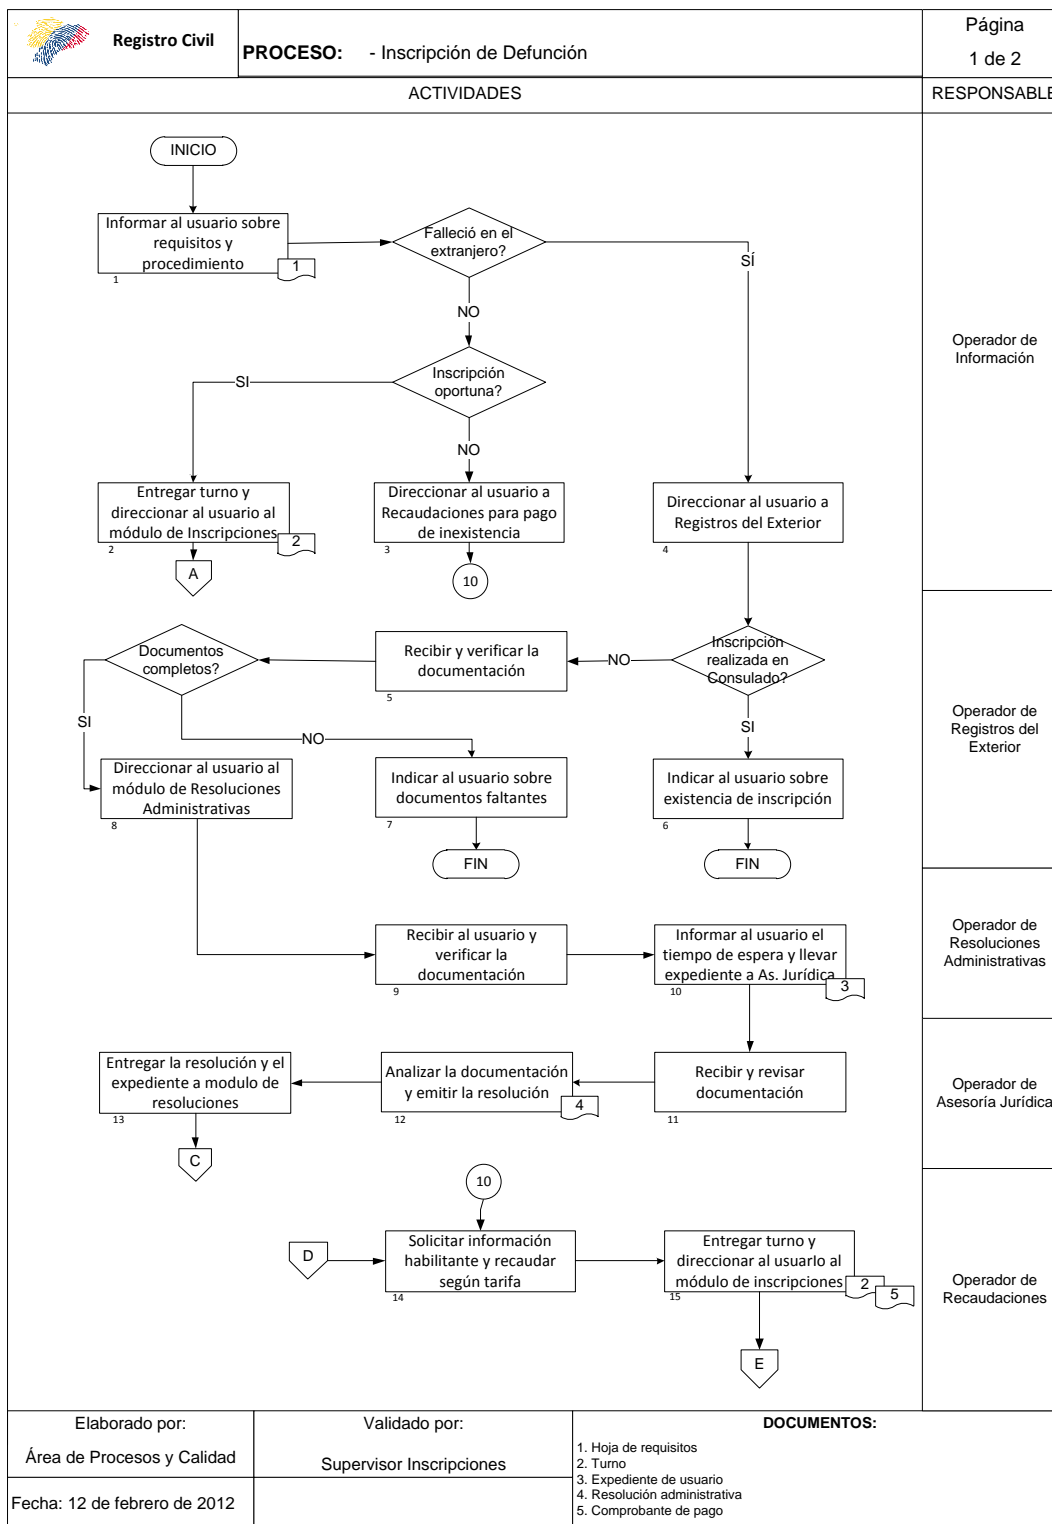 Registro Civil
PROCESO: - Inscripción de Defunción
Página
1 de 2
ACTIVIDADES
RESPONSABLE
INICIO
Informar al usuario sobre
requisitos y
procedimiento
1
1
Falleció en el
extranjero?
SÍ
NO
Inscripción
oportuna?
SI
NO
Operador de
Información
Entregar turno y
direccionar al usuario al
módulo de Inscripciones
2
2
A
Direccionar al usuario a
Recaudaciones para pago
de inexistencia
3
10
Direccionar al usuario a
Registros del Exterior
4
Documentos
completos?
Recibir y verificar la
documentación
5
NO
Inscripción
realizada en
Consulado?
SI
NO
SI
Operador de
Registros del
Exterior
Direccionar al usuario al
módulo de Resoluciones
Administrativas
8
Indicar al usuario sobre
documentos faltantes
7
FIN
Indicar al usuario sobre
existencia de inscripción
6
FIN
Recibir al usuario y
verificar la
documentación
9
Informar al usuario el
tiempo de espera y llevar
expediente a As. Jurídica
10
3
Operador de
Resoluciones
Administrativas
Entregar la resolución y el
expediente a modulo de
resoluciones
13
C
Analizar la documentación
y emitir la resolución
12
4
Recibir y revisar
documentación
11
Operador de
Asesoría Jurídica
10
D
Solicitar información
habilitante y recaudar
según tarifa
14
Entregar turno y
direccionar al usuarlo al
módulo de inscripciones
15
2
5
E
Operador de
Recaudaciones
Elaborado por:
Área de Procesos y Calidad
Fecha: 12 de febrero de 2012
Validado por:
Supervisor Inscripciones
DOCUMENTOS:
1. Hoja de requisitos
2. Turno
3. Expediente de usuario
4. Resolución administrativa
5. Comprobante de pago